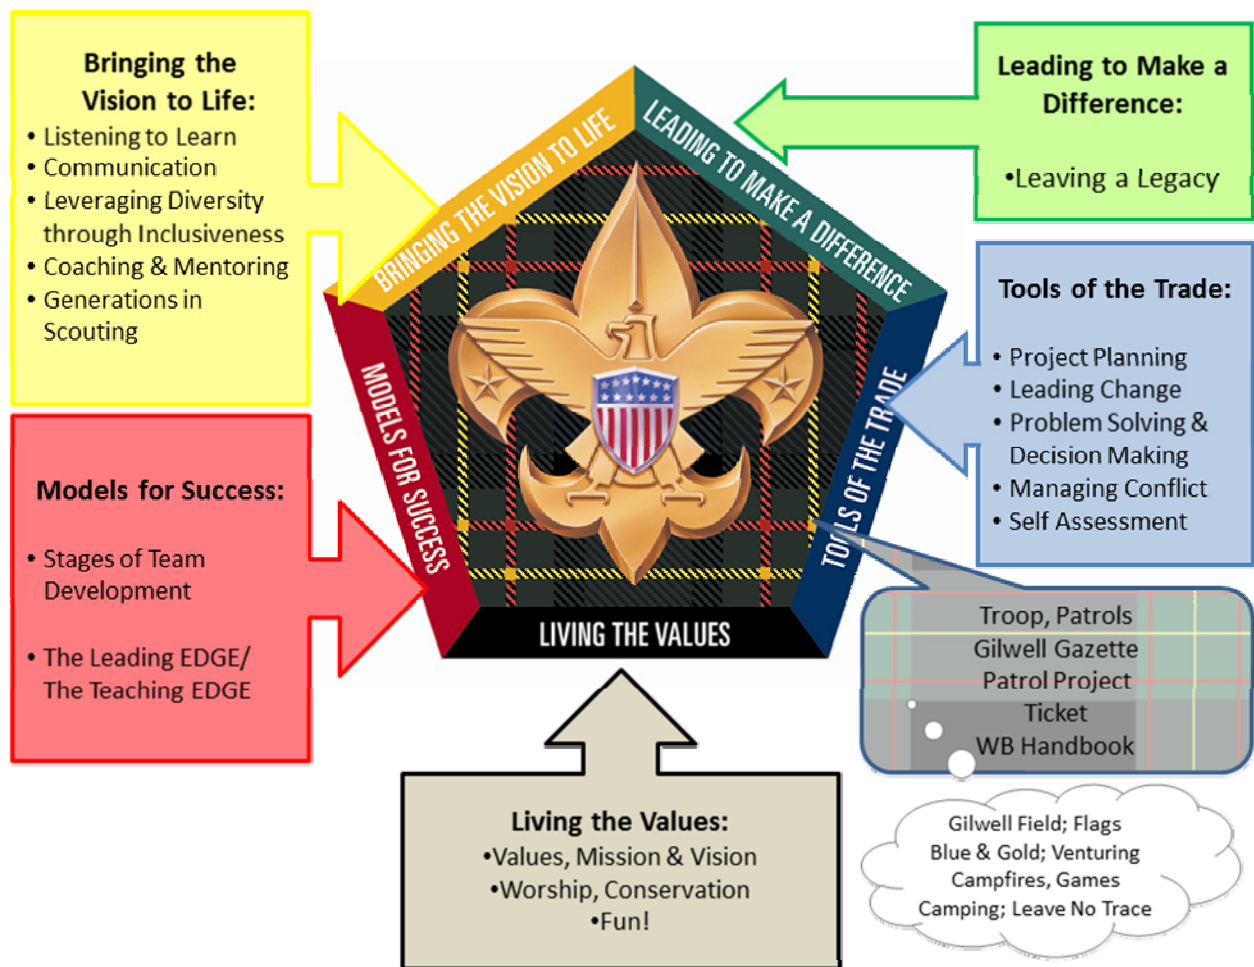 Bringing the
Vision to Life:
• Listening to Learn
• Communication
• Leveraging Diversity
through Inclusiveness
• Coaching & Mentoring
• Generations in
Scouting
Models for Success:
• Stages of Team
Development
• The Leading EDGE/
The Teaching EDGE
BRINGING THE VISION TO LIFE
LEADING TO MAKE A DIFFERENCE
MODELS FOR SUCCESS
TOOLS OF THE TRADE
LIVING THE VALUES
Leading to Make a
Difference:
•Leaving a Legacy
Tools of the Trade:
• Project Planning
• Leading Change
• Problem Solving &
Decision Making
• Managing Conflict
• Self Assessment
Troop, Patrols
Gilwell Gazette
Patrol Project
Ticket
WB Handbook
Gilwell Field; Flags
Blue & Gold; Venturing
Campfires, Games
Camping; Leave No Trace
Living the Values:
•Values, Mission & Vision
•Worship, Conservation
•Fun!